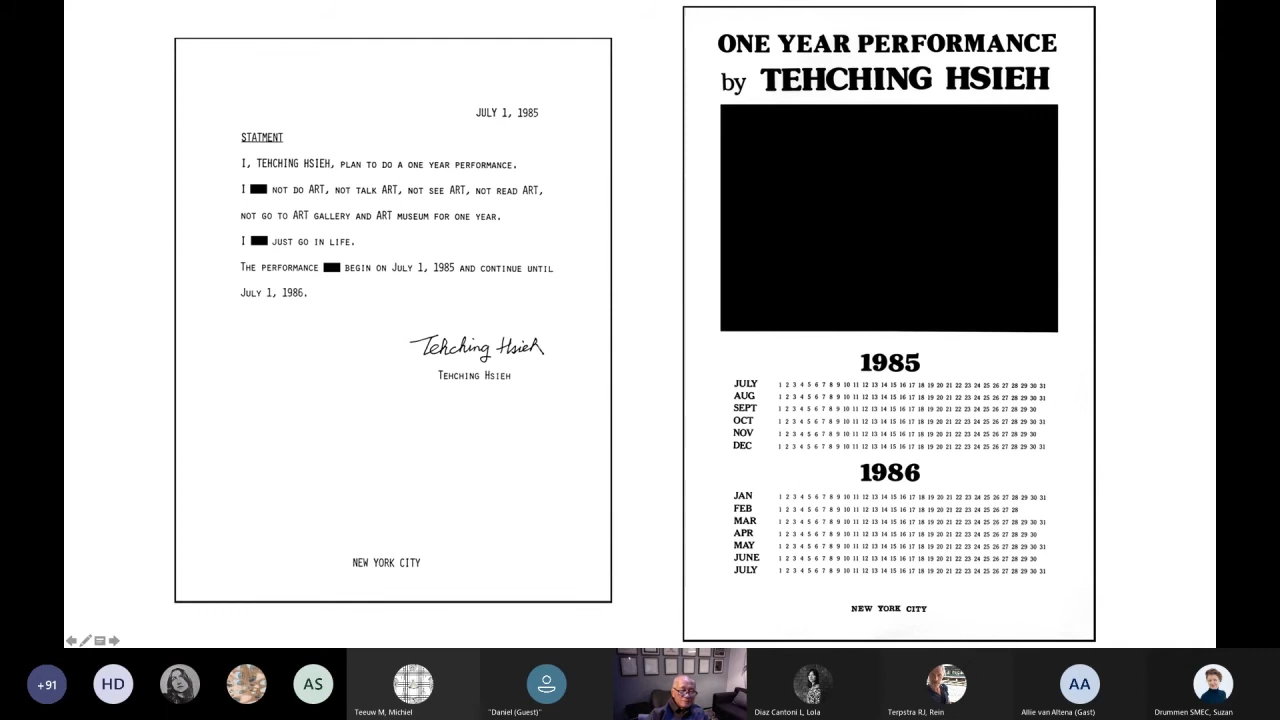 JULY 1, 1985
STATMENT
I, TEHCHING HSIEH, PLAN TO DO A ONE YEAR PERFORMANCE.
I NOT DO ART, NOT TALK ART, NOT SEE ART, NOT READ ART,
NOT GO TO ART GALLERY AND ART MUSEUM FOR ONE YEAR.
I JUST GO IN LIFE.
THE PERFORMANCE BEGIN ON JULY 1, 1985 AND CONTINUE UNTIL
JULY 1, 1986.
Tehching Hsieh
TEHCHING HSIEH
NEW YORK CITY
ONE YEAR PERFORMANCE
by TEHCHING HSIEH
1985
JULY 1 2 3 4 5 6 7 8 9 10 11 12 13 14 15 16 17 18 19 20 21 22 23 24 25 26 27 28 29 30 31
AUG 1 2 3 4 5 6 7 8 9 10 11 12 13 14 15 16 17 18 19 20 21 22 23 24 25 26 27 28 29 30 31
SEPT 1 2 3 4 5 6 7 8 9 10 11 12 13 14 15 16 17 18 19 20 21 22 23 24 25 26 27 28 29 30
OCT 1 2 3 4 5 6 7 8 9 10 11 12 13 14 15 16 17 18 19 20 21 22 23 24 25 26 27 28 29 30 31
NOV 1 2 3 4 5 6 7 8 9 10 11 12 13 14 15 16 17 18 19 20 21 22 23 24 25 26 27 28 29 30
DEC 1 2 3 4 5 6 7 8 9 10 11 12 13 14 15 16 17 18 19 20 21 22 23 24 25 26 27 28 29 30 31
1986
JAN 1 2 3 4 5 6 7 8 9 10 11 12 13 14 15 16 17 18 19 20 21 22 23 24 25 26 27 28 29 30 31
FEB 1 2 3 4 5 6 7 8 9 10 11 12 13 14 15 16 17 18 19 20 21 22 23 24 25 26 27 28
MAR 1 2 3 4 5 6 7 8 9 10 11 12 13 14 15 16 17 18 19 20 21 22 23 24 25 26 27 28 29 30 31
APR 1 2 3 4 5 6 7 8 9 10 11 12 13 14 15 16 17 18 19 20 21 22 23 24 25 26 27 28 29 30
MAY 1 2 3 4 5 6 7 8 9 10 11 12 13 14 15 16 17 18 19 20 21 22 23 24 25 26 27 28 29 30 31
JUNE 1 2 3 4 5 6 7 8 9 10 11 12 13 14 15 16 17 18 19 20 21 22 23 24 25 26 27 28 29 30
JULY 1 2 3 4 5 6 7 8 9 10 11 12 13 14 15 16 17 18 19 20 21 22 23 24 25 26 27 28 29 30 31
NEW YORK CITY
+91
HD
AS
Teeuw M, Michiel
"Daniel (Guest)"
Diaz Cantoni L, Lola
Terpstra RJ, Rein
AA
Allie van Altena (Gast)
Drummen SMEC, Suzan